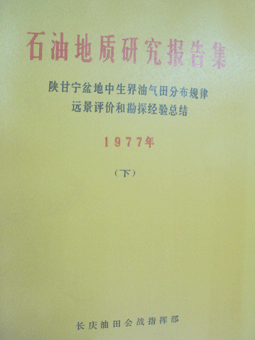 石油地质研究报告集
陕甘宁盆地中生界油气田分布规律
远景评价和勘探经验总结
1977年
（下）
长庆油田会战指挥部